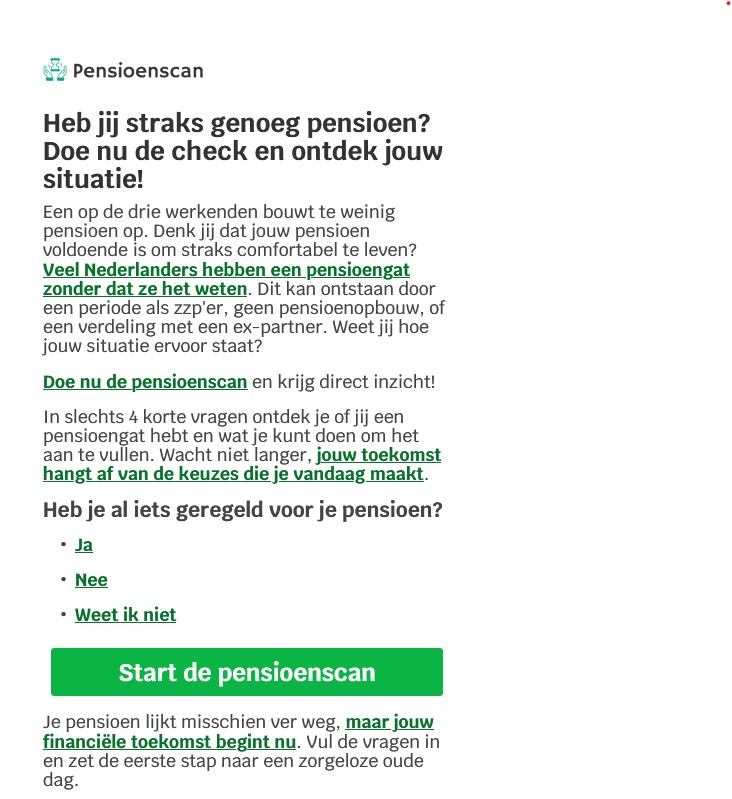 Pensioenscan
Heb jij straks genoeg pensioen?
Doe nu de check en ontdek jouw
situatie!
Een op de drie werkenden bouwt te weinig
pensioen op. Denk jij dat jouw pensioen
voldoende is om straks comfortabel te leven?
Veel Nederlanders hebben een pensioengat
zonder dat ze het weten. Dit kan ontstaan door
een periode als zzp'er, geen pensioenopbouw, of
een verdeling met een ex-partner. Weet jij hoe
jouw situatie ervoor staat?
Doe nu de pensioenscan en krijg direct inzicht!
In slechts 4 korte vragen ontdek je of jij een
pensioengat hebt en wat je kunt doen om het
aan te vullen. Wacht niet langer, jouw toekomst
hangt af van de keuzes die je vandaag maakt.
Heb je al iets geregeld voor je pensioen?
• Ja
• Nee
• Weet ik niet
Start de pensioenscan
Je pensioen lijkt misschien ver weg, maar jouw
financiële toekomst begint nu. Vul de vragen in
en zet de eerste stap naar een zorgeloze oude
dag.